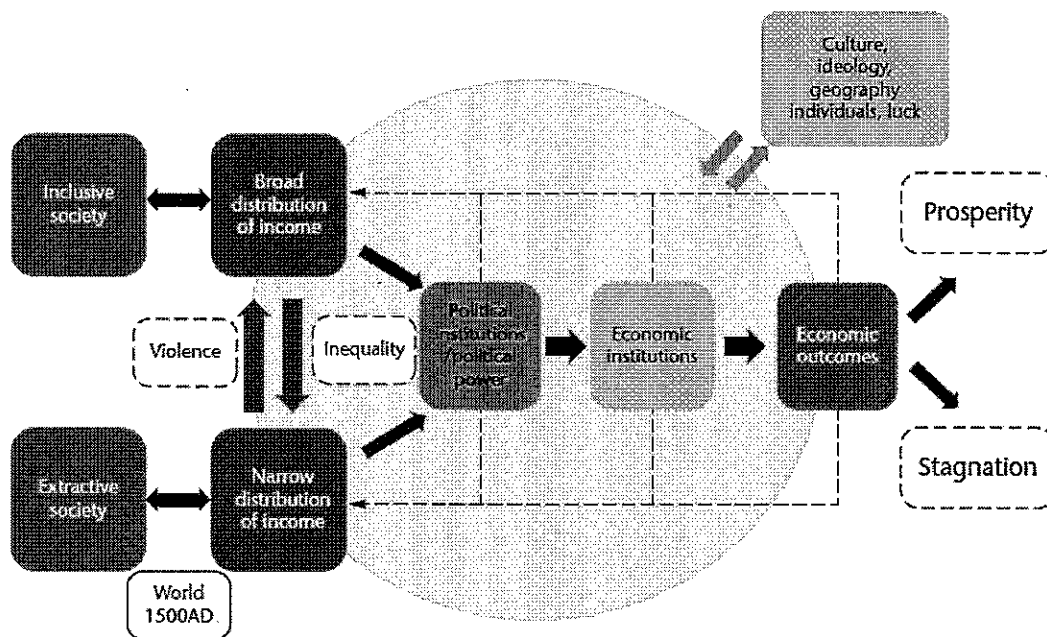 Culture,
ideology,
geography
individuals, luck
Inclusive
society
Broad
distribution
of income
Prosperity
Violence
Inequality
Political
institutions
/political
power
Economic
institutions
Economic
outcomes
Extractive
society
Narrow
distribution
of income
Stagnation
World
1500AD